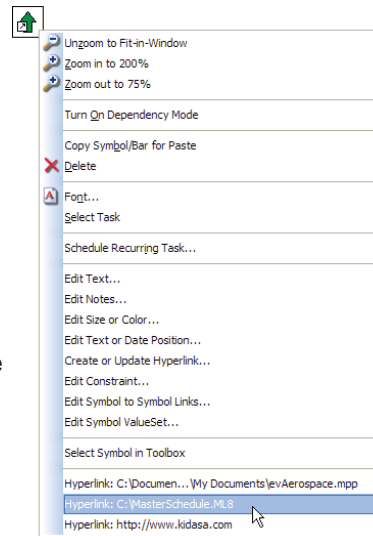 Unzoom to Fit-in-Window
Zoom in to 200%
Zoom out to 75%
Turn On Dependency Mode
Copy Symbol/Bar for Paste
Delete
Font...
Select Task
Schedule Recurring Task...
Edit Text...
Edit Notes...
Edit Size or Color...
Edit Text or Date Position...
Create or Update Hyperlink...
Edit Constraint...
Edit Symbol to Symbol Links...
Edit Symbol ValueSet...
Select Symbol in Toolbox
Hyperlink: C:\Documen...\My Documents\evAerospace.mpp
Hyperlink: C:\MasterSchedule.ML8
Hyperlink: http://www.kidasa.com